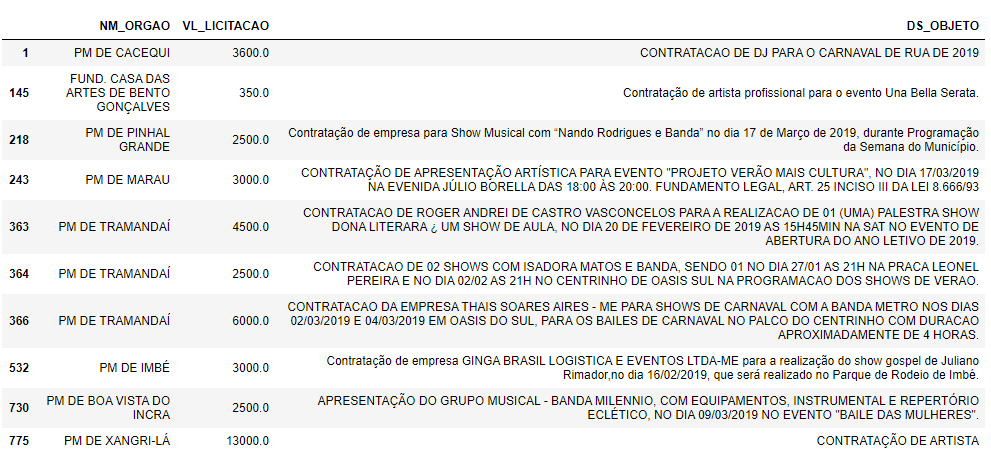 NM_ORGAO VL_LICITACAO DS_OBJETO
1 PM DE CACEQUI 3600.0 CONTRATACAO DE DJ PARA O CARNAVAL DE RUA DE 2019
145 FUND. CASA DAS ARTES DE BENTO GONÇALVES 350.0 Contratação de artista profissional para o evento Una Bella Serata.
218 PM DE PINHAL GRANDE 2500.0 Contratação de empresa para Show Musical com “Nando Rodrigues e Banda” no dia 17 de Março de 2019, durante Programação
da Semana do Município.
243 PM DE MARAU 3000.0 CONTRATAÇÃO DE APRESENTAÇÃO ARTÍSTICA PARA EVENTO "PROJETO VERÃO MAIS CULTURA", NO DIA 17/03/2019
NA EVENIDA JÚLIO BORELLA DAS 18:00 ÀS 20:00. FUNDAMENTO LEGAL, ART. 25 INCISO III DA LEI 8.666/93
363 PM DE TRAMANDAÍ 4500.0 CONTRATACAO DE ROGER ANDREI DE CASTRO VASCONCELOS PARA A REALIZACAO DE 01 (UMA) PALESTRA SHOW
DONA LITERARA ¿ UM SHOW DE AULA, NO DIA 20 DE FEVEREIRO DE 2019 AS 15H45MIN NA SAT NO EVENTO DE
ABERTURA DO ANO LETIVO DE 2019.
364 PM DE TRAMANDAÍ 2500.0 CONTRATACAO DE 02 SHOWS COM ISADORA MATOS E BANDA, SENDO 01 NO DIA 27/01 AS 21H NA PRACA LEONEL
PEREIRA E NO DIA 02/02 AS 21H NO CENTRINHO DE OASIS SUL NA PROGRAMACAO DOS SHOWS DE VERAO.
366 PM DE TRAMANDAÍ 6000.0 CONTRATACAO DA EMPRESA THAIS SOARES AIRES - ME PARA SHOWS DE CARNAVAL COM A BANDA METRO NOS DIAS
02/03/2019 E 04/03/2019 EM OASIS DO SUL, PARA OS BAILES DE CARNAVAL NO PALCO DO CENTRINHO COM DURACAO
APROXIMADAMENTE DE 4 HORAS.
532 PM DE IMBÉ 3000.0 Contratação de empresa GINGA BRASIL LOGISTICA E EVENTOS LTDA-ME para a realização do show gospel de Juliano
Rimador,no dia 16/02/2019, que será realizado no Parque de Rodeio de Imbé.
730 PM DE BOA VISTA DO INCRA 2500.0 APRESENTAÇÃO DO GRUPO MUSICAL - BANDA MILENNIO, COM EQUIPAMENTOS, INSTRUMENTAL E REPERTÓRIO
ECLÉTICO, NO DIA 09/03/2019 NO EVENTO "BAILE DAS MULHERES".
775 PM DE XANGRI-LÁ 13000.0 CONTRATAÇÃO DE ARTISTA